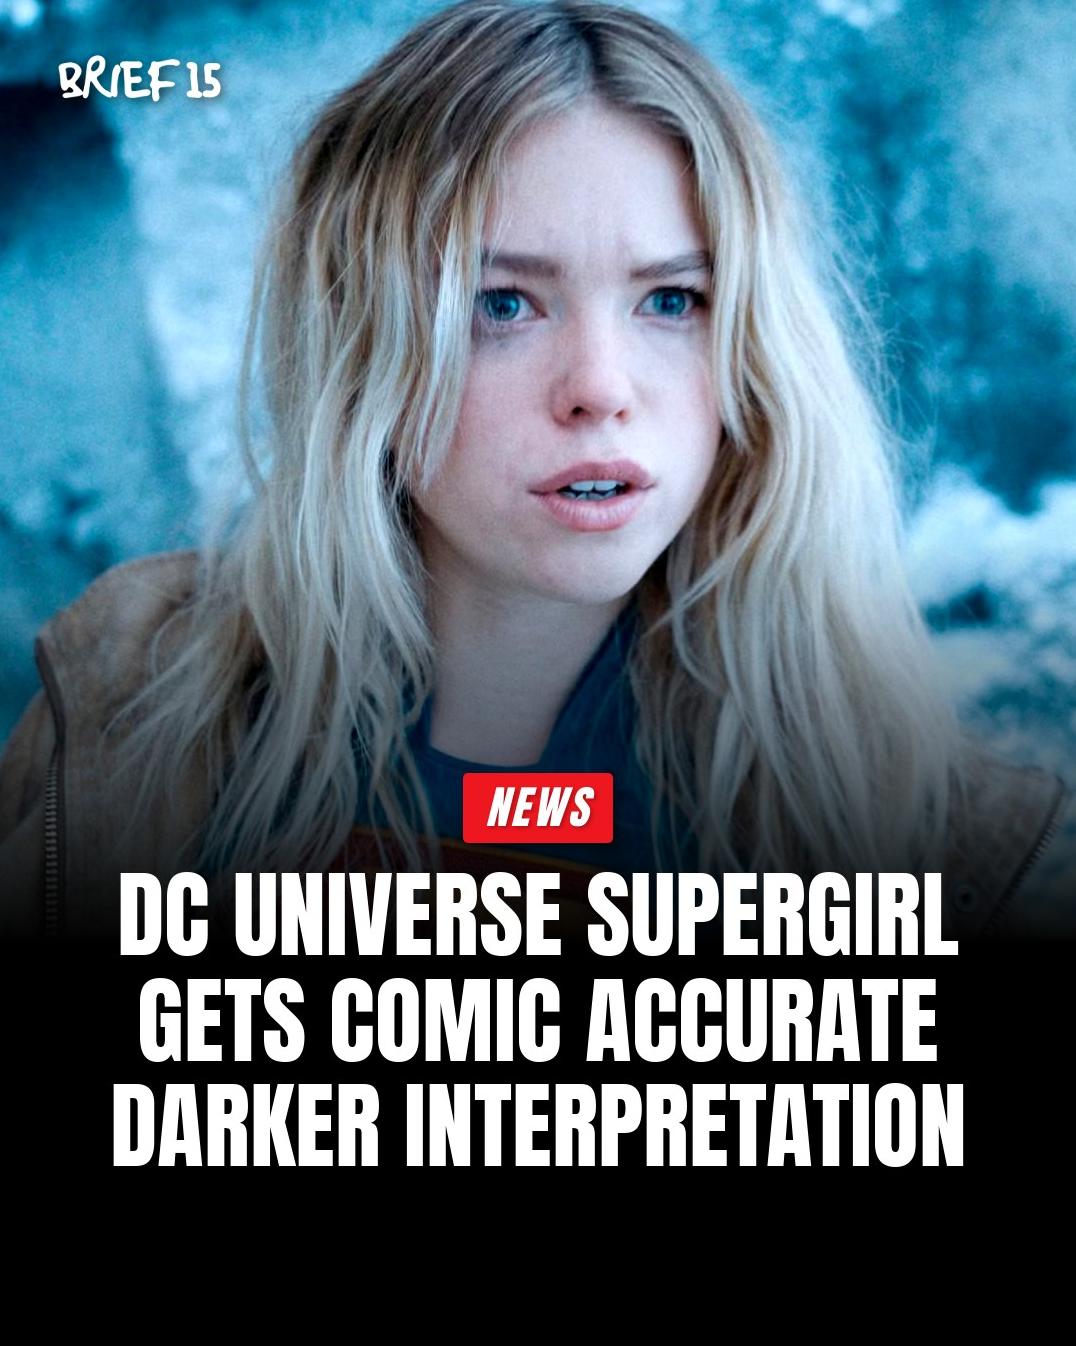 BRIEF 15
NEWS
DC UNIVERSE SUPERGIRL
GETS COMIC ACCURATE
DARKER INTERPRETATION